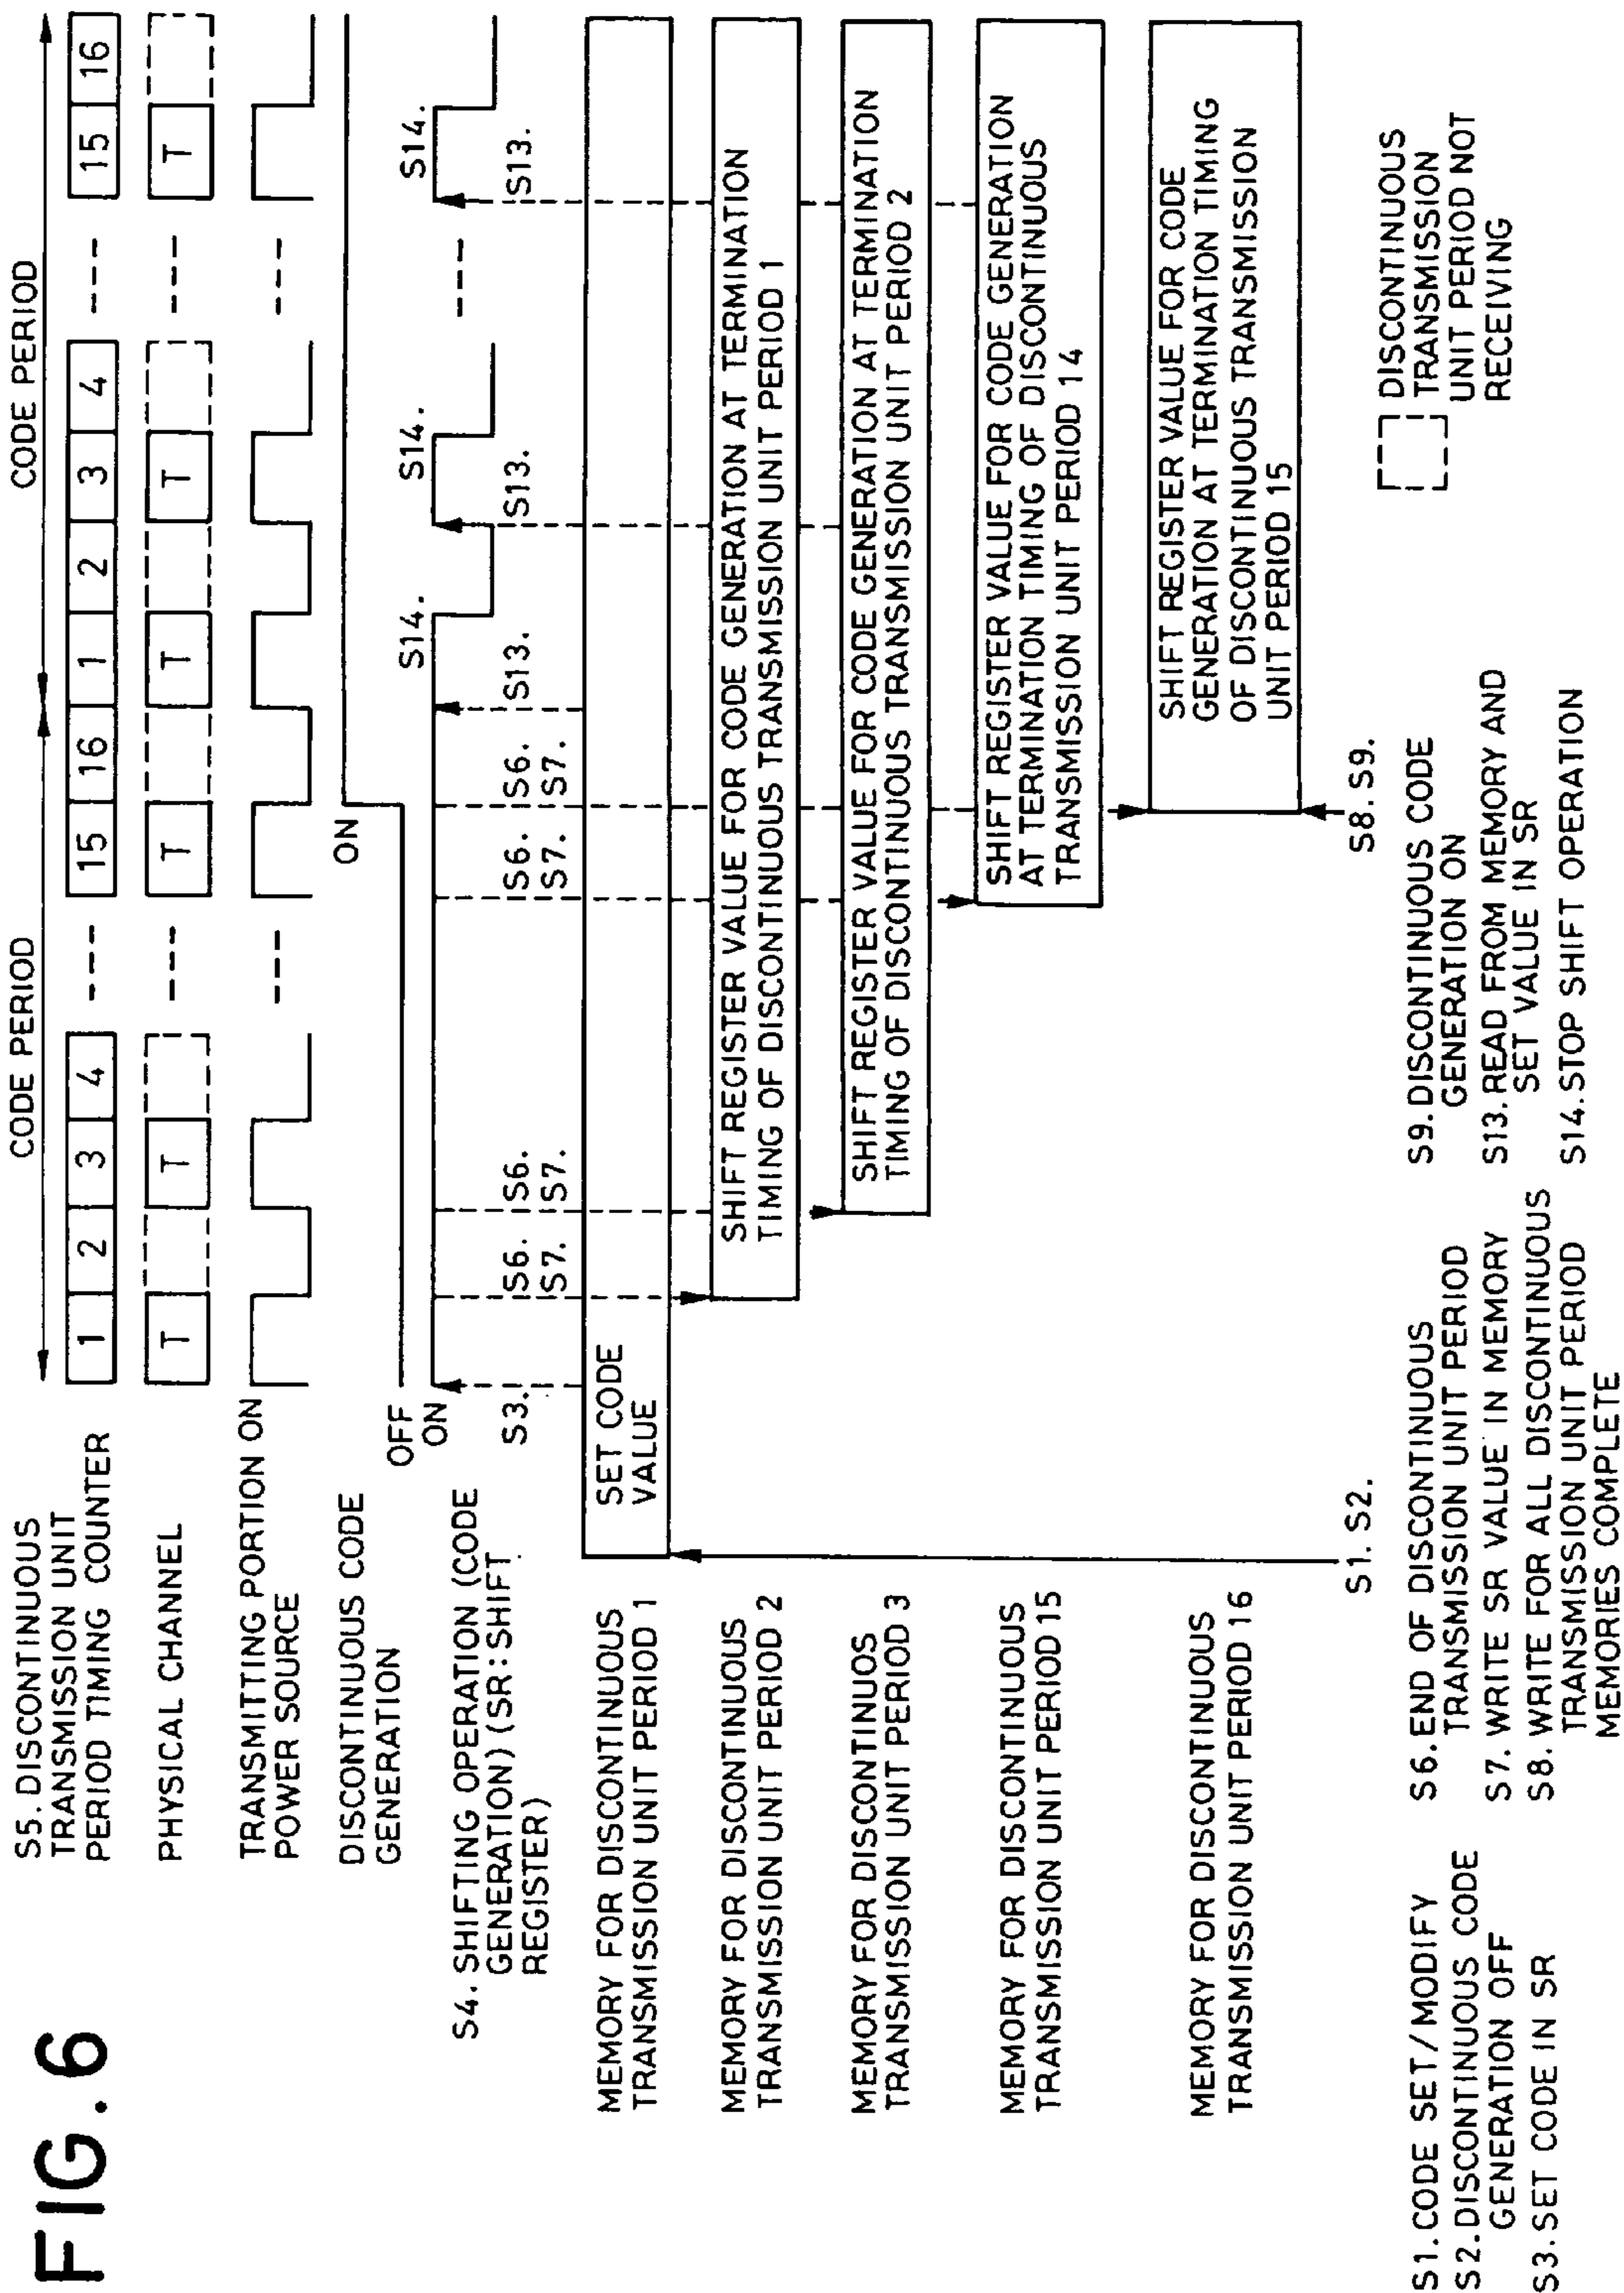 FIG.6
CODE PERIOD
CODE PERIOD
S5. DISCONTINUOUS
TRANSMISSION UNIT
PERIOD TIMING COUNTER
1 2 3 4 ---- 15 16 1 2 3 4 ---- 15 16
PHYSICAL CHANNEL
T T ---- T T T ---- T
TRANSMITTING PORTION ON
POWER SOURCE
DISCONTINUOUS CODE
GENERATION
OFF
ON
S4. SHIFTING OPERATION (CODE
GENERATION) (SR:SHIFT
REGISTER)
ON
S14. S14. S14.
S3.
S6. S6. S6. S6. S13. S13. S13.
S7. S7. S7. S7.
MEMORY FOR DISCONTINUOUS
TRANSMISSION UNIT PERIOD 1
SET CODE
VALUE
MEMORY FOR DISCONTINUOUS
TRANSMISSION UNIT PERIOD 2
SHIFT REGISTER VALUE FOR CODE GENERATION AT TERMINATION
TIMING OF DISCONTINUOUS TRANSMISSION UNIT PERIOD 1
MEMORY FOR DISCONTINUOS
TRANSMISSION UNIT PERIOD 3
SHIFT REGISTER VALUE FOR CODE GENERATION AT TERMINATION
TIMING OF DISCONTINUOUS TRANSMISSION UNIT PERIOD 2
MEMORY FOR DISCONTINUOUS
TRANSMISSION UNIT PERIOD 15
SHIFT REGISTER VALUE FOR CODE GENERATION
AT TERMINATION TIMING OF DISCONTINUOUS
TRANSMISSION UNIT PERIOD 14
MEMORY FOR DISCONTINUOUS
TRANSMISSION UNIT PERIOD 16
SHIFT REGISTER VALUE FOR CODE
GENERATION AT TERMINATION TIMING
OF DISCONTINUOUS TRANSMISSION
UNIT PERIOD 15
S1. S2.
S8. S9.
S1. CODE SET/MODIFY
S2. DISCONTINUOUS CODE
GENERATION OFF
S3. SET CODE IN SR
S6. END OF DISCONTINUOUS
TRANSMISSION UNIT PERIOD
S7. WRITE SR VALUE IN MEMORY
S8. WRITE FOR ALL DISCONTINUOUS
TRANSMISSION UNIT PERIOD
MEMORIES COMPLETE
S9. DISCONTINUOUS CODE
GENERATION ON
S13. READ FROM MEMORY AND
SET VALUE IN SR
S14. STOP SHIFT OPERATION
DISCONTINUOUS
TRANSMISSION
UNIT PERIOD NOT
RECEIVING